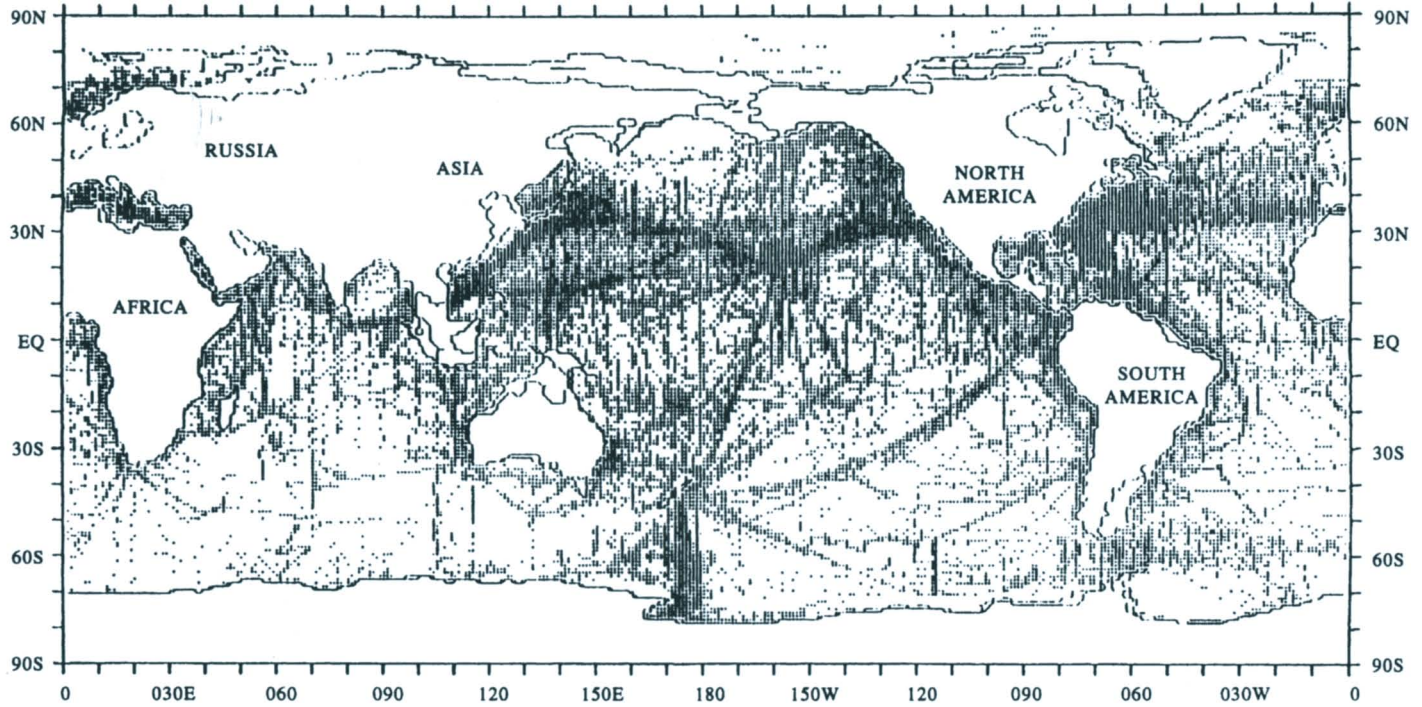 90N 90N
60N 60N
RUSSIA
ASIA
NORTH
AMERICA
30N 30N
AFRICA
EQ EQ
SOUTH
AMERICA
30S 30S
60S 60S
90S 90S
0 030E 060 090 120 150E 180 150W 120 090 060 030W 0